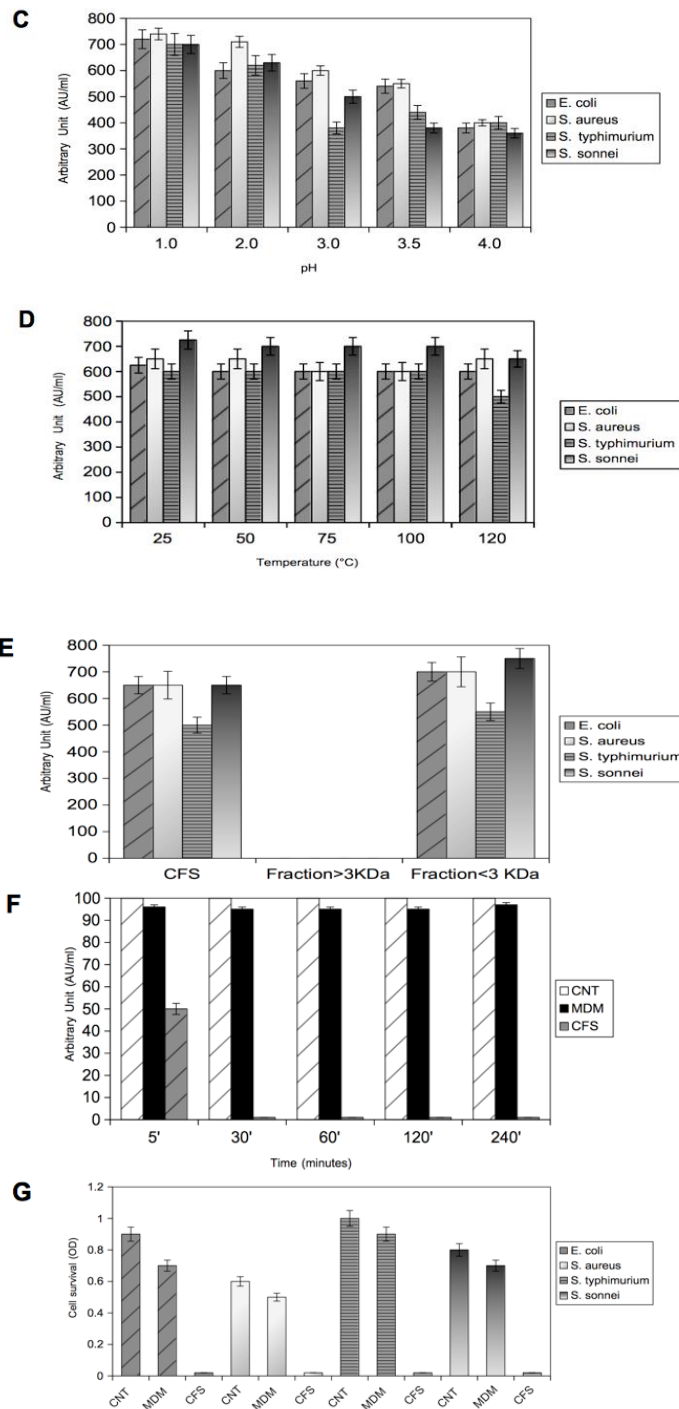 C
800
700
600
500
400
300
200
100
0
Arbitrary Unit (AU/ml)
1.0 2.0 3.0 3.5 4.0
pH
E. coli
S. aureus
S. typhimurium
S. sonnei
D
800
700
600
500
400
300
200
100
0
Arbitrary Unit (AU/ml)
25 50 75 100 120
Temperature (°C)
E. coli
S. aureus
S. typhimurium
S. sonnei
E
800
700
600
500
400
300
200
100
0
Arbitrary Unit (AU/ml)
CFS Fraction>3KDa Fraction<3 KDa
E. coli
S. aureus
S. typhimurium
S. sonnei
F
100
90
80
70
60
50
40
30
20
10
0
Arbitrary Unit (AU/ml)
5' 30' 60' 120' 240'
Time (minutes)
CNT
MDM
CFS
G
1.2
1
0.8
0.6
0.4
0.2
0
Cell survival (OD)
CNT MDM CFS CNT MDM CFS CNT MDM CFS CNT MDM CFS
E. coli
S. aureus
S. typhimurium
S. sonnei